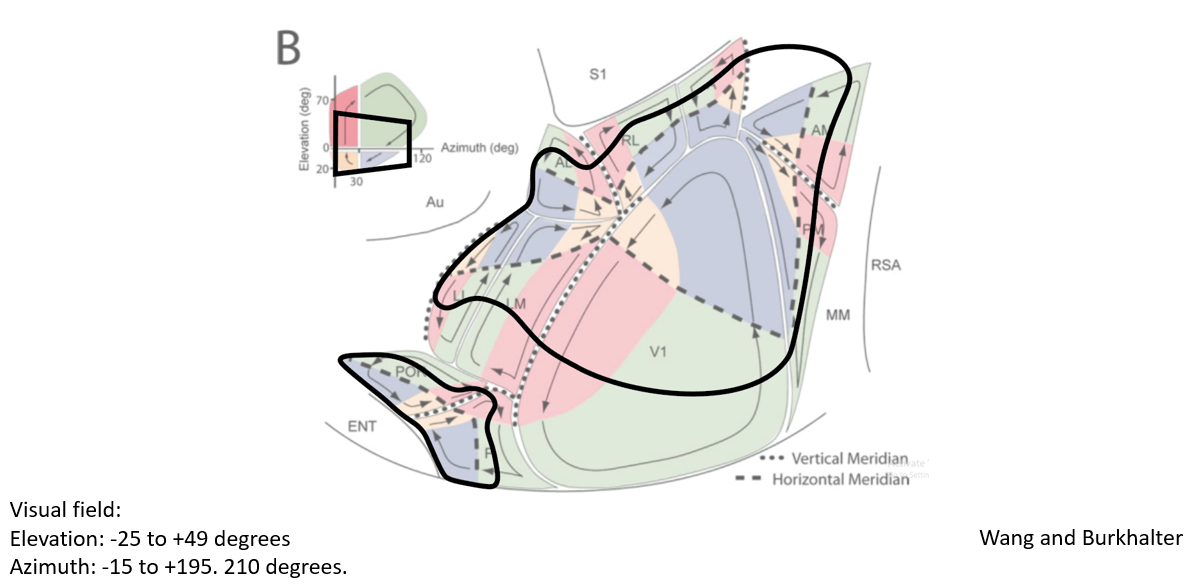 B
S1
70
Elevation (deg)
0
20
30
120
Azimuth (deg)
Au
AL
RL
AM
PM
RSA
MM
LI
LM
V1
POR
P
ENT
Vertical Meridian
Horizontal Meridian
Visual field:
Elevation: -25 to +49 degrees
Azimuth: -15 to +195. 210 degrees.
Wang and Burkhalter